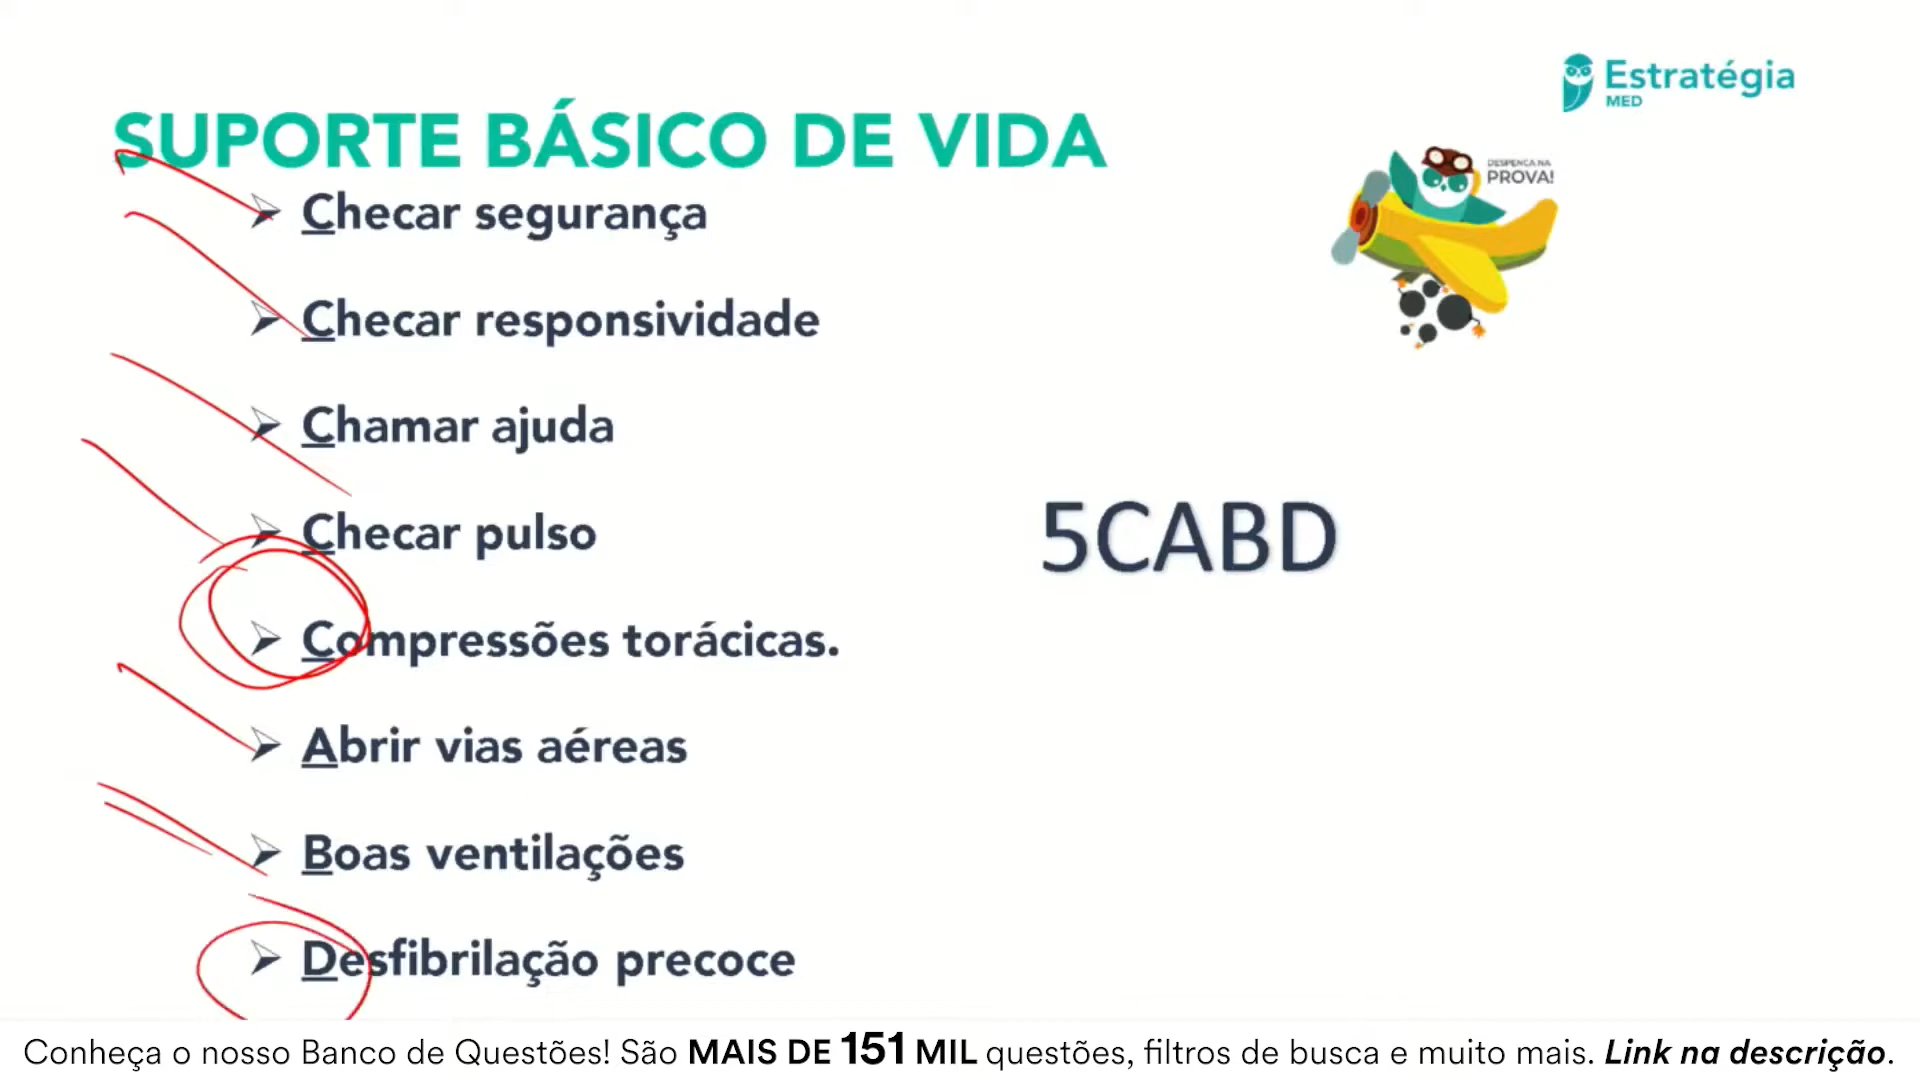 Estratégia
MED
SUPORTE BÁSICO DE VIDA
DESPENCA NA
PROVA!
➢ Checar segurança
➢ Checar responsividade
➢ Chamar ajuda
➢ Checar pulso
5CABD
➢ Compressões torácicas.
➢ Abrir vias aéreas
➢ Boas ventilações
➢ Desfibrilação precoce
Conheça o nosso Banco de Questões! São MAIS DE 151 MIL questões, filtros de busca e muito mais. Link na descrição.